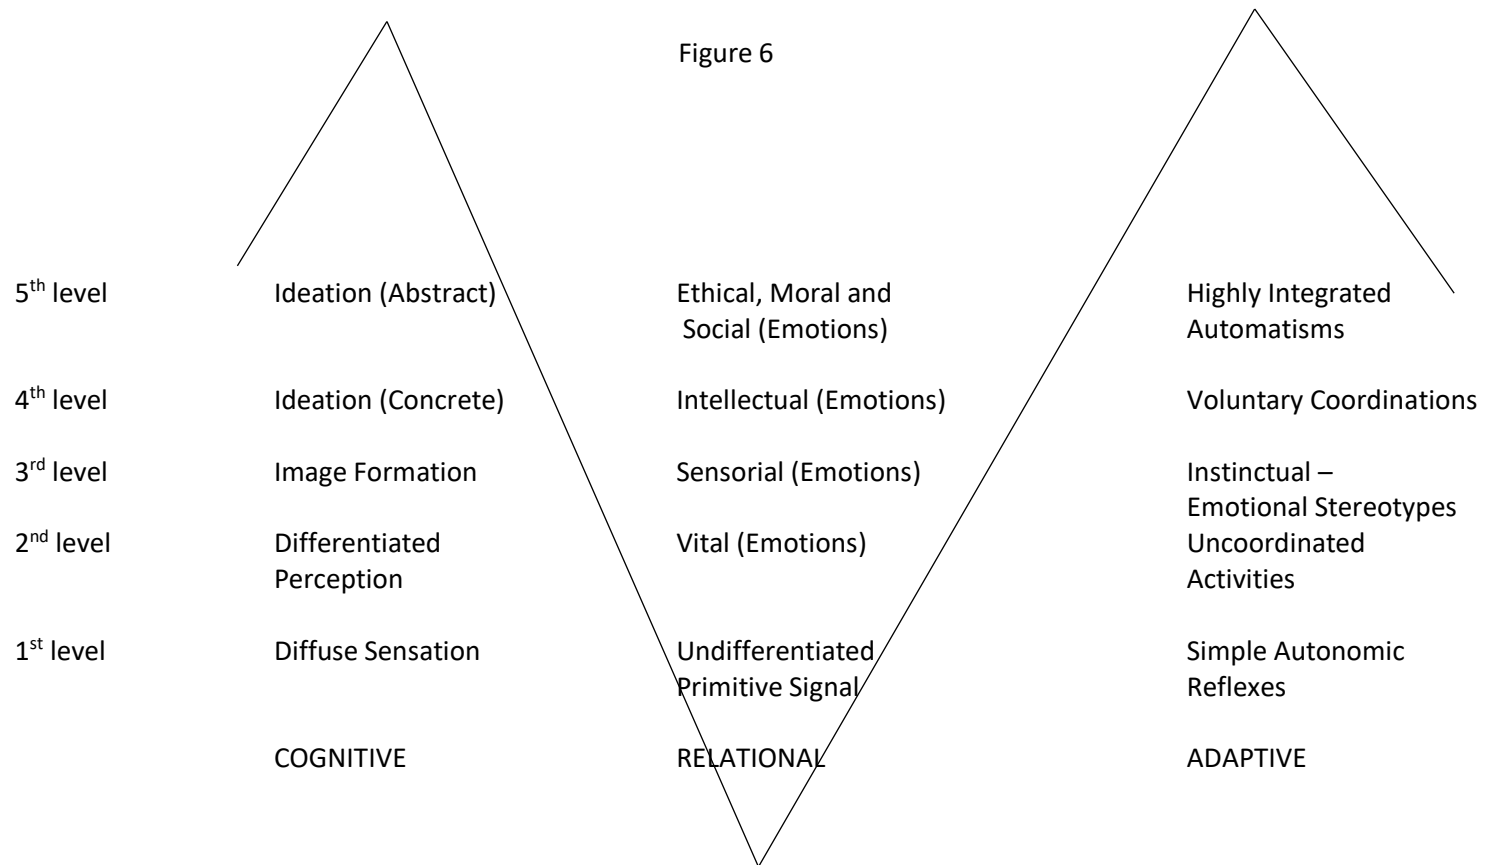 Figure 6
5th level Ideation (Abstract) Ethical, Moral and Highly Integrated
Social (Emotions) Automatisms
4th level Ideation (Concrete) Intellectual (Emotions) Voluntary Coordinations
3rd level Image Formation Sensorial (Emotions) Instinctual –
Emotional Stereotypes
2nd level Differentiated Vital (Emotions) Uncoordinated
Perception Activities
1st level Diffuse Sensation Undifferentiated Simple Autonomic
Primitive Signal Reflexes
COGNITIVE RELATIONAL ADAPTIVE